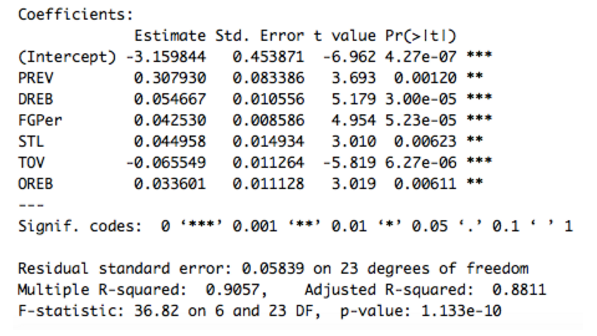 Coefficients:
Estimate Std. Error t value Pr(>|t|)
(Intercept) -3.159844 0.453871 -6.962 4.27e-07 ***
PREV 0.307930 0.083386 3.693 0.00120 **
DREB 0.054667 0.010556 5.179 3.00e-05 ***
FGPer 0.042530 0.008586 4.954 5.23e-05 ***
STL 0.044958 0.014934 3.010 0.00623 **
TOV -0.065549 0.011264 -5.819 6.27e-06 ***
OREB 0.033601 0.011128 3.019 0.00611 **
---
Signif. codes: 0 ‘***’ 0.001 ‘**’ 0.01 ‘*’ 0.05 ‘.’ 0.1 ‘ ’ 1
Residual standard error: 0.05839 on 23 degrees of freedom
Multiple R-squared: 0.9057, Adjusted R-squared: 0.8811
F-statistic: 36.82 on 6 and 23 DF, p-value: 1.133e-10